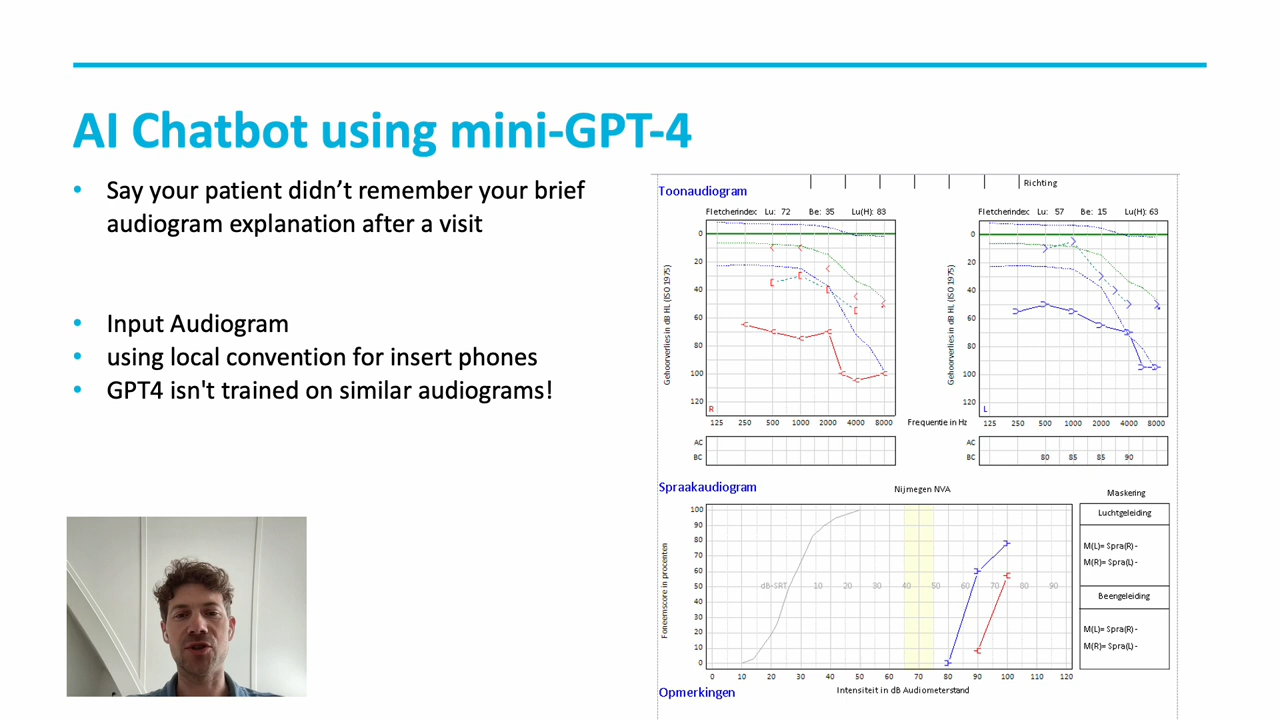 AI Chatbot using mini-GPT-4
• Say your patient didn’t remember your brief
audiogram explanation after a visit
• Input Audiogram
• using local convention for insert phones
• GPT4 isn't trained on similar audiograms!
Toonaudiogram
Richting
Fletcherindex Lu: 72 Be: 35 Lu(H): 83
Gehoorverlies in dB HL (ISO 1975)
0
20
40
60
80
100
120
R
125 250 500 1000 2000 4000 8000
Frequentie in Hz
AC
BC
Fletcherindex Lu: 57 Be: 15 Lu(H): 63
Gehoorverlies in dB HL (ISO 1975)
0
20
40
60
80
100
120
L
125 250 500 1000 2000 4000 8000
AC
BC 80 85 85 90
Spraakaudiogram
Nijmegen NVA
Foneemscore in procenten
100
90
80
70
60
50
40
30
20
10
0
dB-SRT 10 20 30 40 50 60 70 80 90
0 10 20 30 40 50 60 70 80 90 100 110 120
Intensiteit in dB Audiometerstand
Maskering
Luchtgeleiding
M(L)= Spra(R) -
M(R)= Spra(L) -
Beengeleiding
M(L)= Spra(R) -
M(R)= Spra(L) -
Opmerkingen